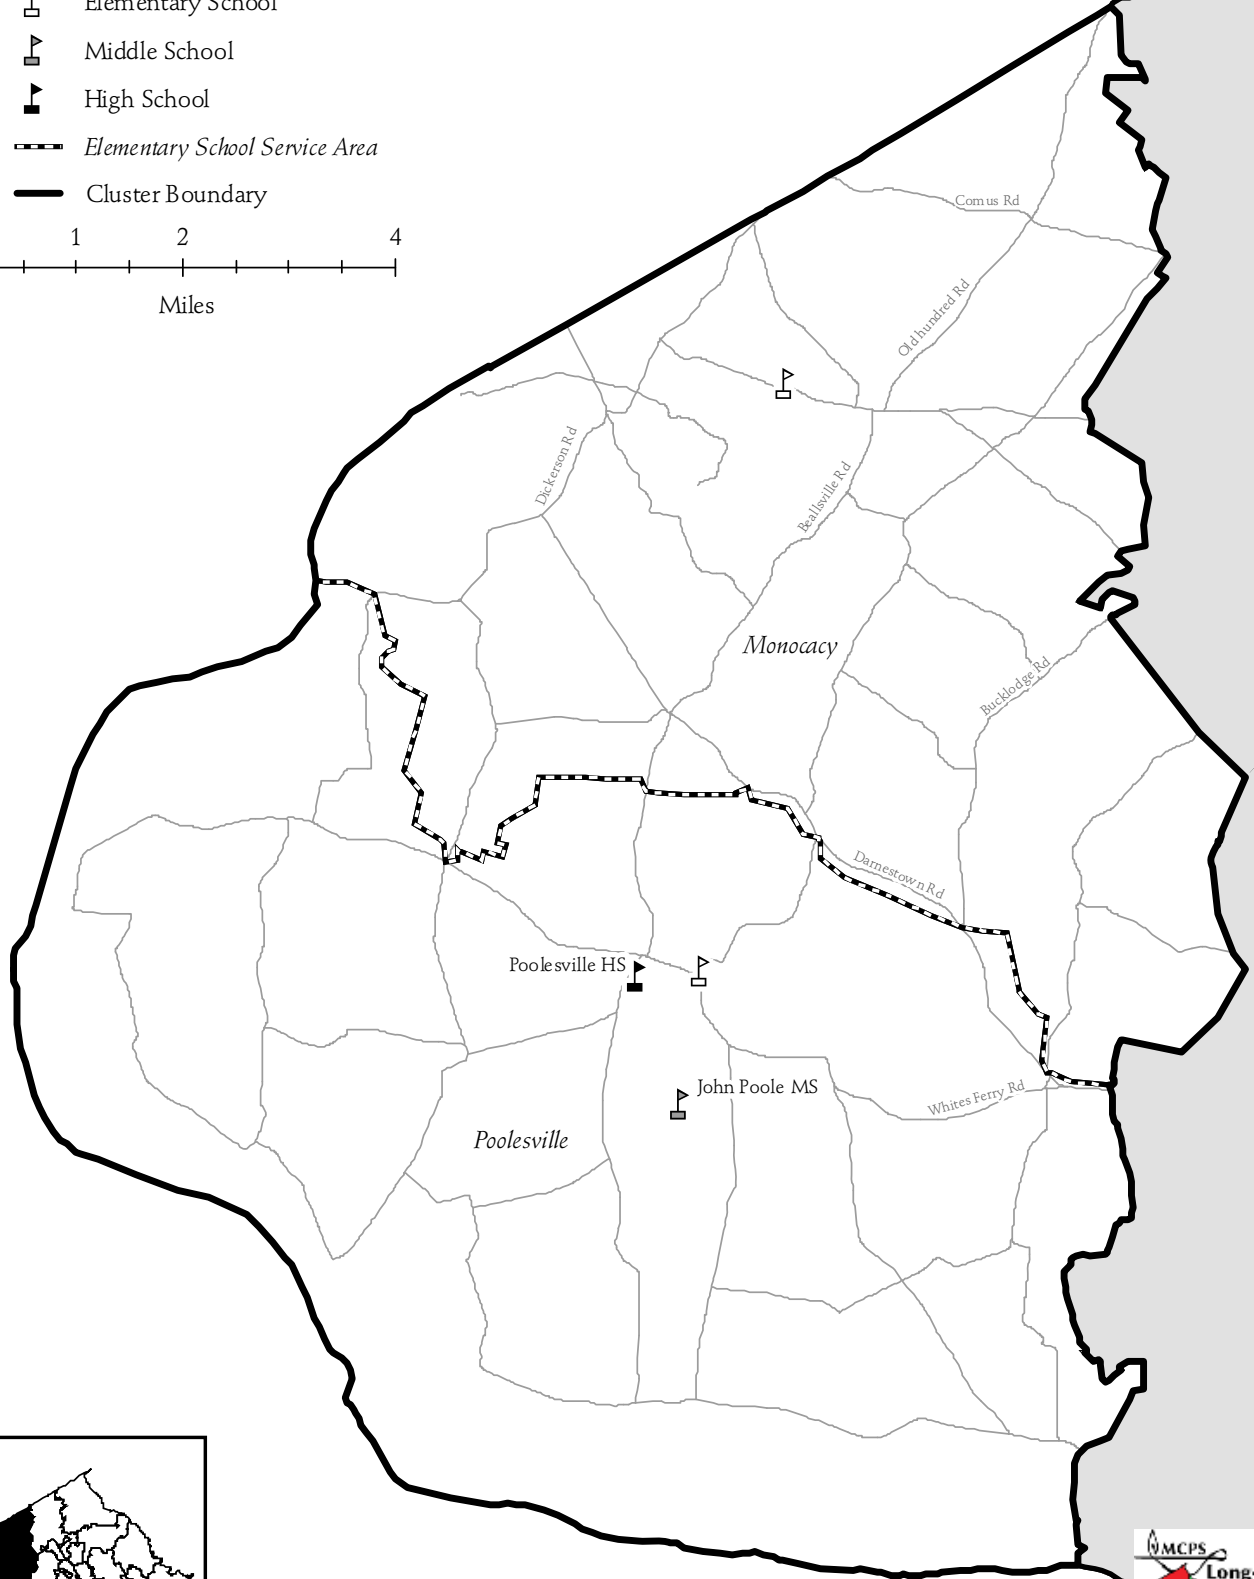 Elementary School
Middle School
High School
Elementary School Service Area
Cluster Boundary
1 2 4
Miles
Comus Rd
Old hundred Rd
Dickerson Rd
Beallsville Rd
Monocacy
Bucklodge Rd
Darnestown Rd
Poolesville HS
John Poole MS
Whites Ferry Rd
Poolesville
MCPS
Long